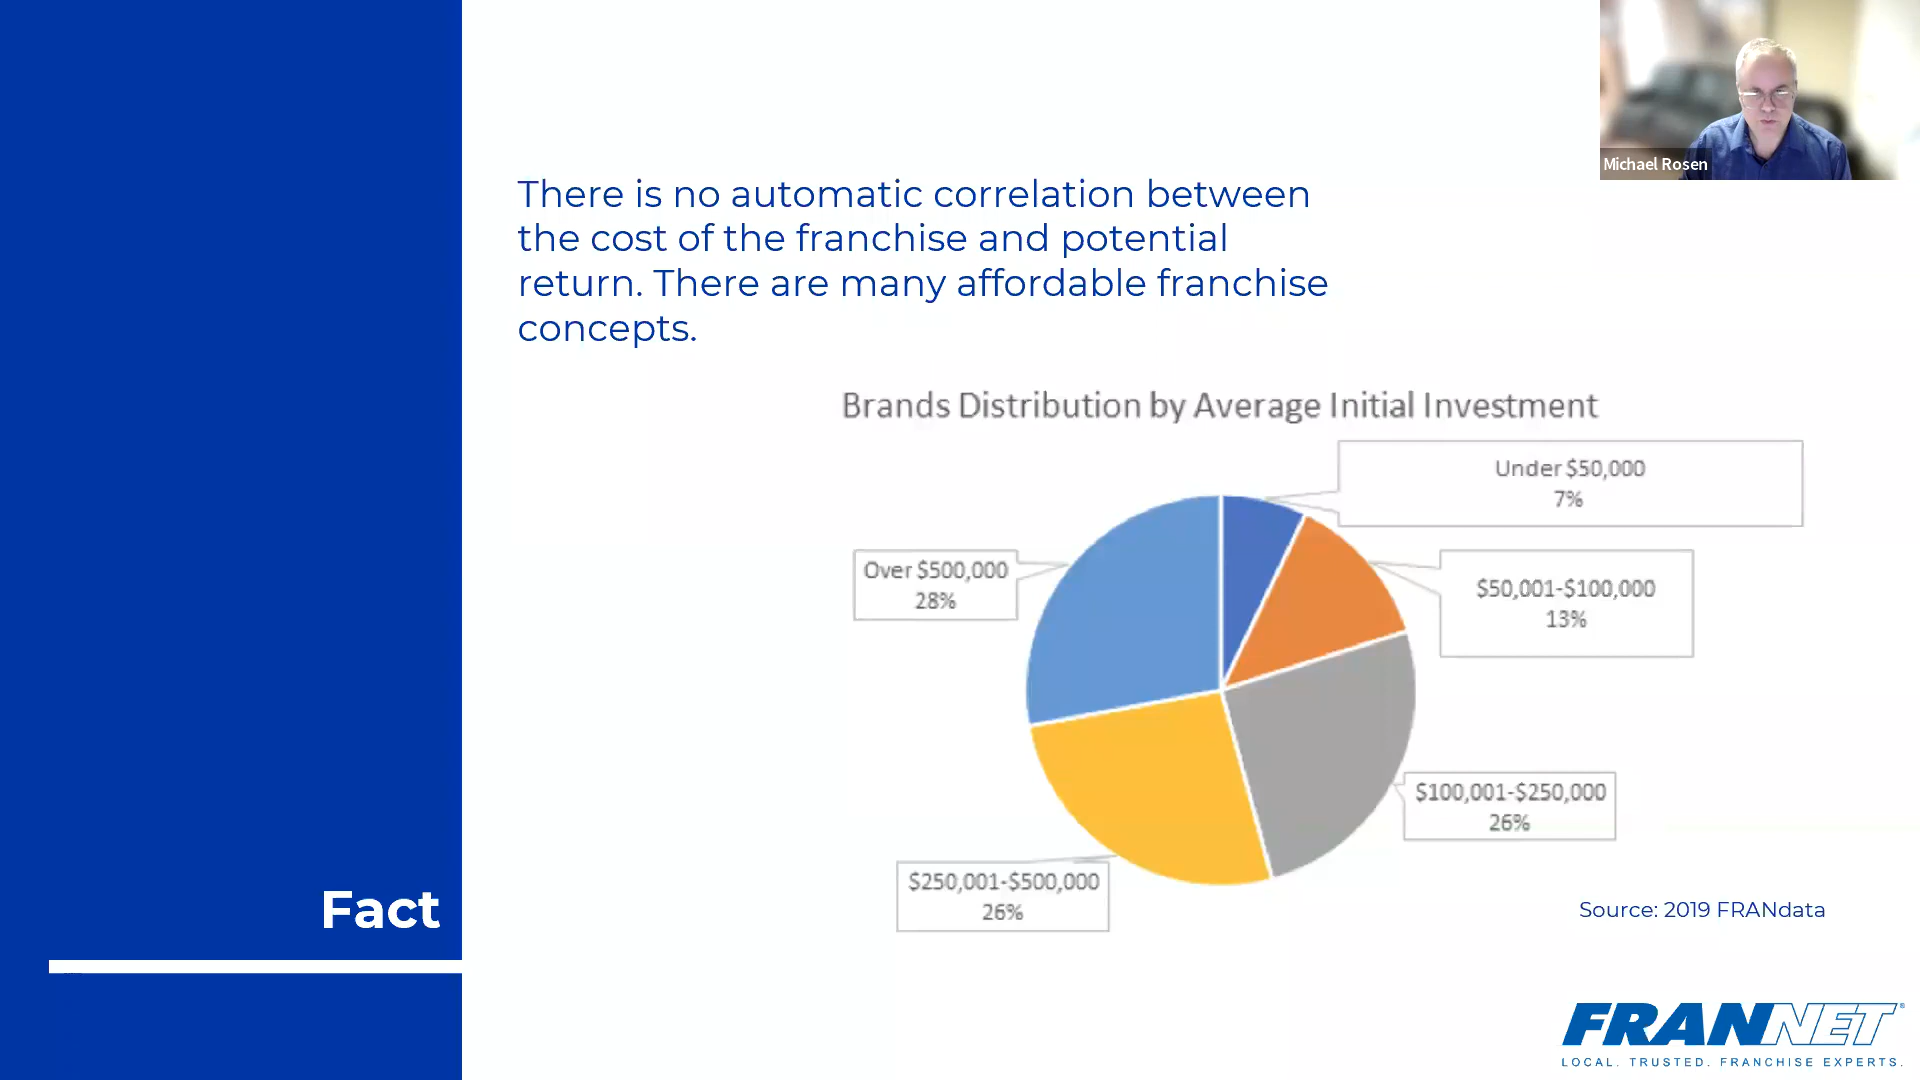 Michael Rosen
There is no automatic correlation between
the cost of the franchise and potential
return. There are many affordable franchise
concepts.
Brands Distribution by Average Initial Investment
Under $50,000
7%
Over $500,000
28%
$50,001-$100,000
13%
$100,001-$250,000
26%
$250,001-$500,000
26%
Fact
Source: 2019 FRANdata
FRANNET®
LOCAL. TRUSTED. FRANCHISE EXPERTS.